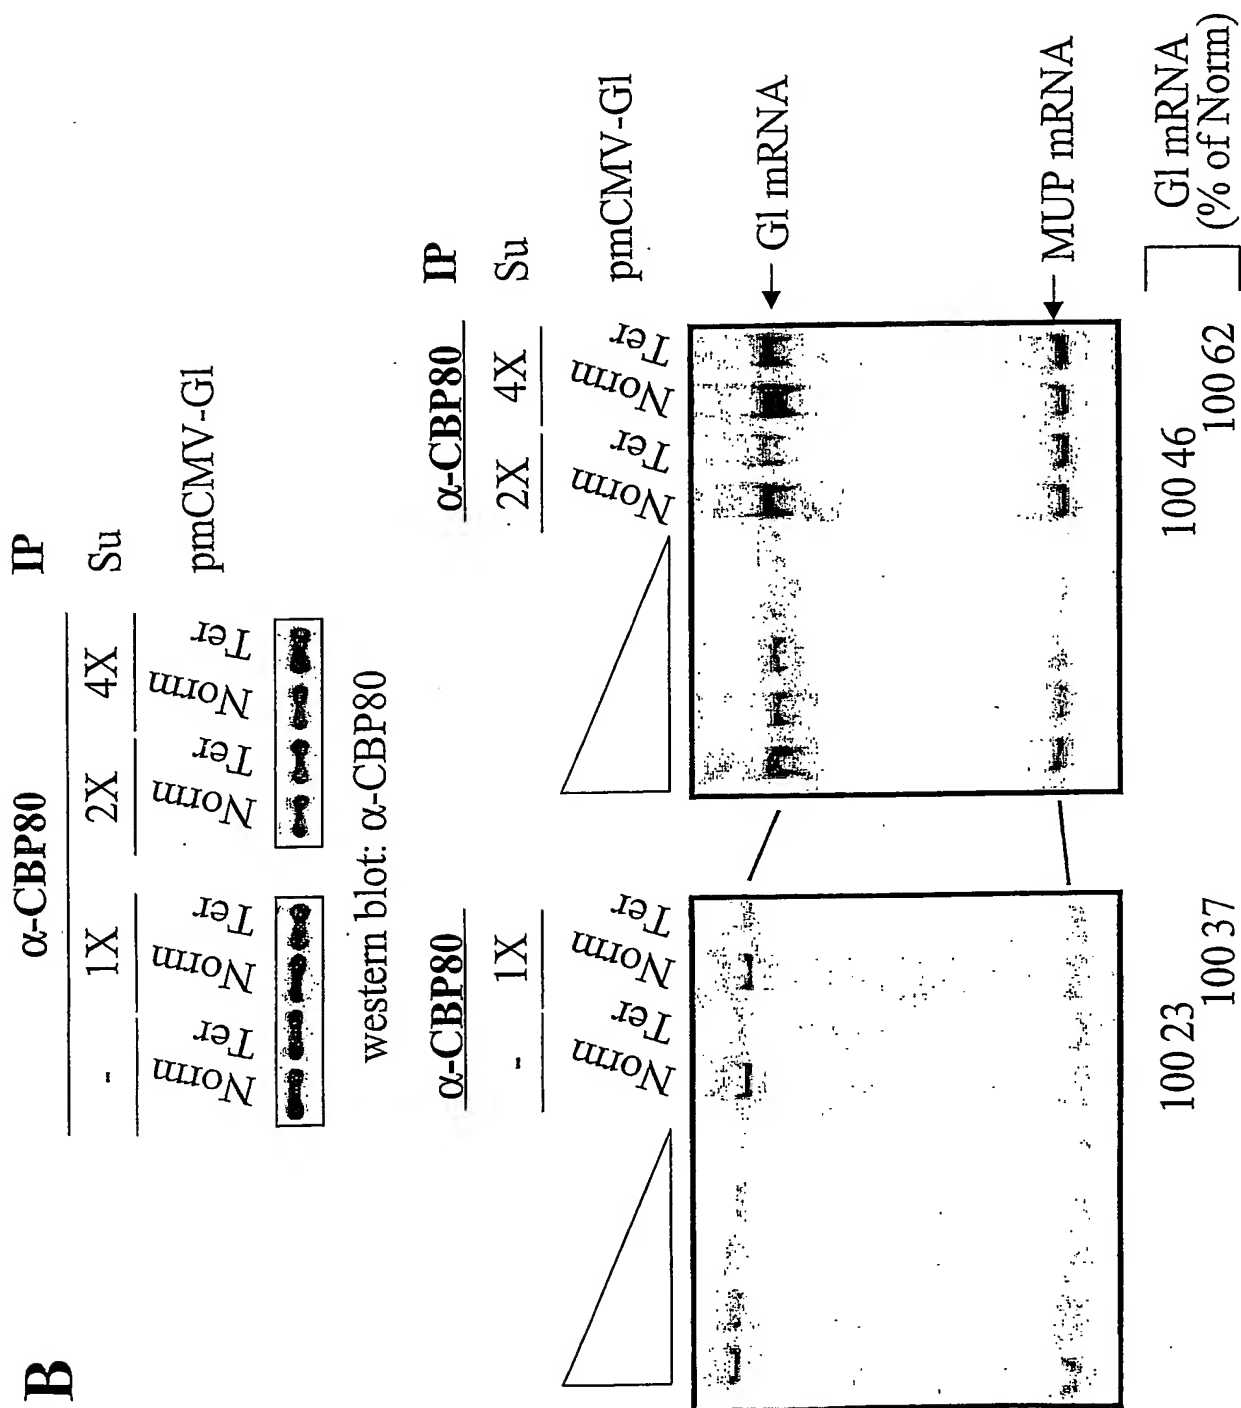 B
α-CBP80 IP
- 1X 2X 4X Su
Norm Ter Norm Ter Norm Ter Norm Ter pmCMV-Gl
western blot: α-CBP80
α-CBP80 α-CBP80 IP
- 1X 2X 4X Su
Norm Ter Norm Ter Norm Ter Norm Ter pmCMV-Gl
Gl mRNA
MUP mRNA
100 23 100 46 Gl mRNA
100 37 100 62 (% of Norm)